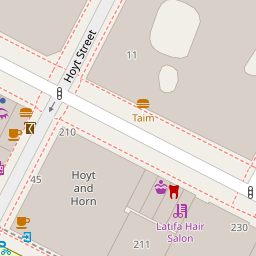 Hoyt Street
11
Taim
210
45
Hoyt
and
Horn
Latifa Hair
Salon
230
211